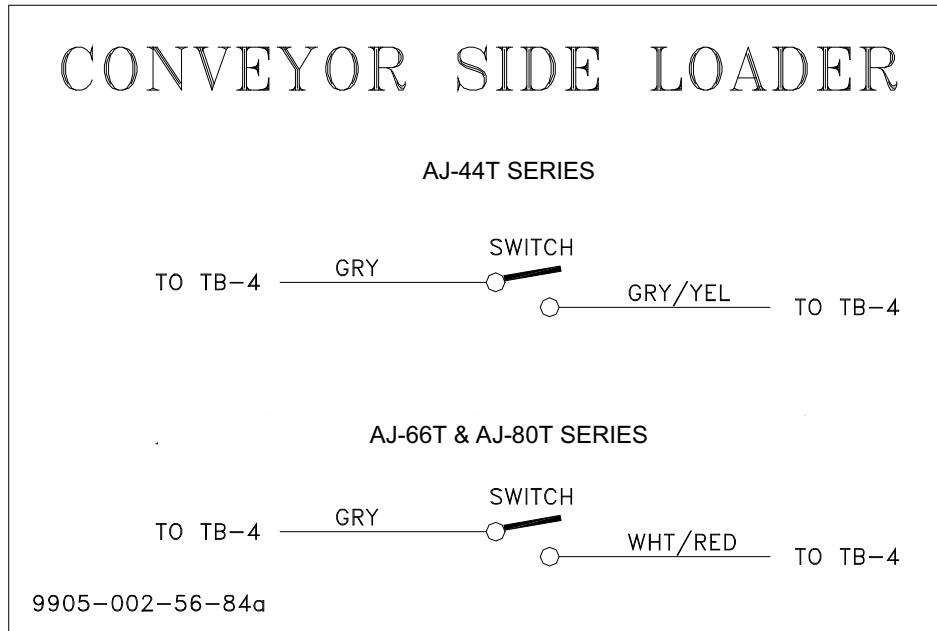 CONVEYOR SIDE LOADER
AJ-44T SERIES
SWITCH
TO TB-4 GRY
GRY/YEL TO TB-4
AJ-66T & AJ-80T SERIES
SWITCH
TO TB-4 GRY
WHT/RED TO TB-4
9905-002-56-84a